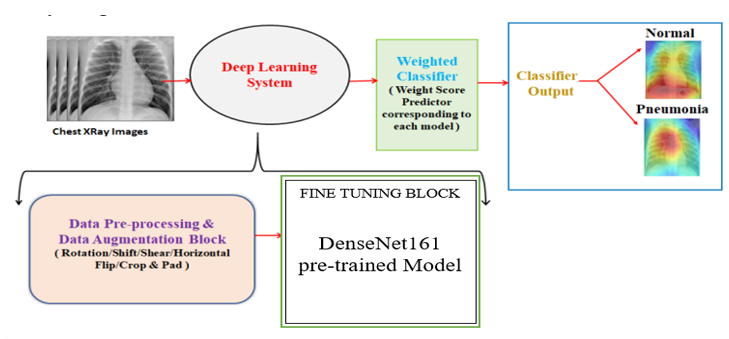 Chest XRay Images
Deep Learning
System
Weighted
Classifier
( Weight Score
Predictor
corresponding to
each model )
Classifier
Output
Normal
Pneumonia
Data Pre-processing &
Data Augmentation Block
( Rotation/Shift/Shear/Horizontal
Flip/Crop & Pad )
FINE TUNING BLOCK
DenseNet161
pre-trained Model